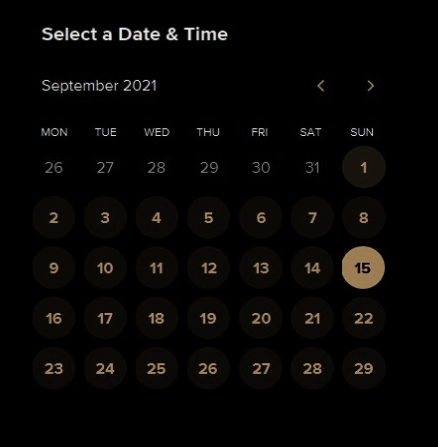 Select a Date & Time
September 2021
MON TUE WED THU FRI SAT SUN
26 27 28 29 30 31 1
2 3 4 5 6 7 8
9 10 11 12 13 14 15
16 17 18 19 20 21 22
23 24 25 26 27 28 29